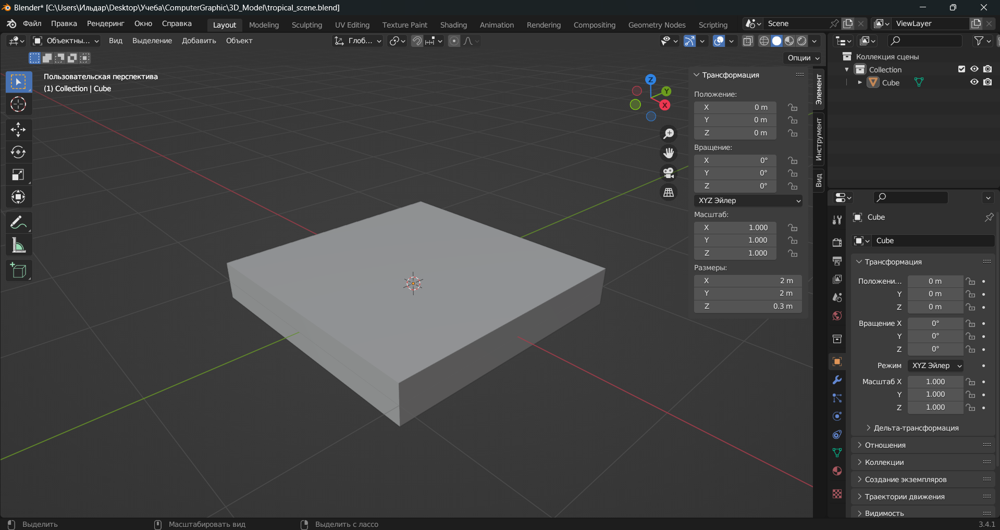 Blender* [C:\Users\Ильдар\Desktop\Учеба\ComputerGraphic\3D_Model\tropical_scene.blend]
Файл Правка Рендеринг Окно Справка Layout Modeling Sculpting UV Editing Texture Paint Shading Animation Rendering Compositing Geometry Nodes Scripting Scene ViewLayer
Объектны... Вид Выделение Добавить Объект Глоб...
Опции
Пользовательская перспектива
(1) Collection | Cube
Z
Y
X
Трансформация
Положение:
X 0 m
Y 0 m
Z 0 m
Вращение:
X 0°
Y 0°
Z 0°
XYZ Эйлер
Масштаб:
X 1.000
Y 1.000
Z 1.000
Размеры:
X 2 m
Y 2 m
Z 0.3 m
Элемент
Инструмент
Вид
Коллекция сцены
Collection
Cube
Cube
Cube
Трансформация
Положени... 0 m
Y 0 m
Z 0 m
Вращение X 0°
Y 0°
Z 0°
Режим XYZ Эйлер
Масштаб X 1.000
Y 1.000
Z 1.000
Дельта-трансформация
Отношения
Коллекции
Создание экземпляров
Траектории движения
Видимость
Выделить Масштабировать вид Выделить с лассо 3.4.1